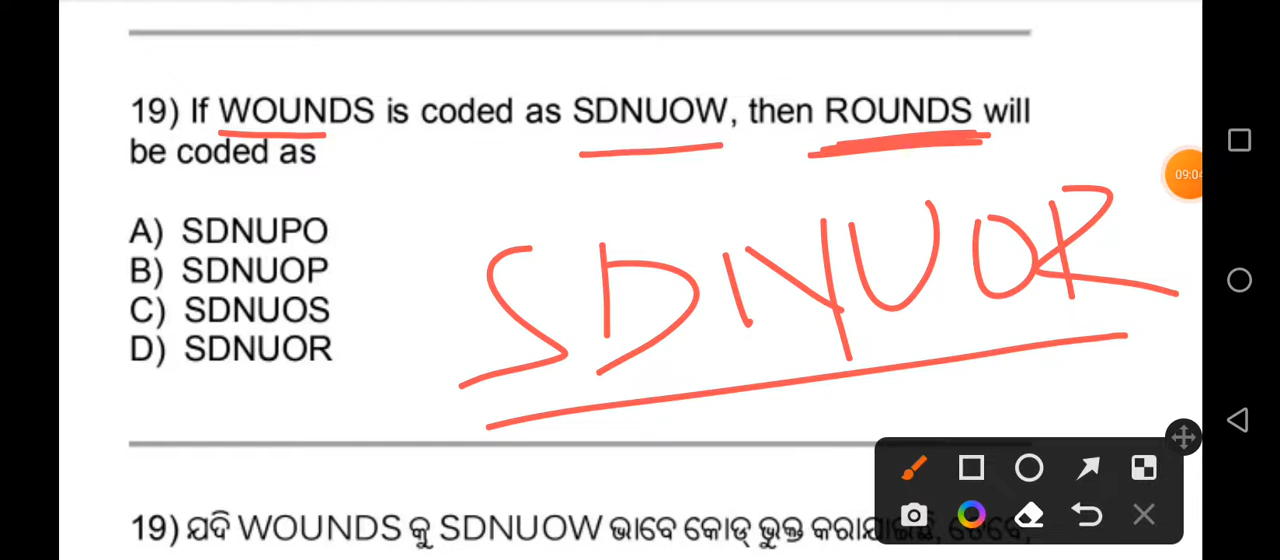 19) If WOUNDS is coded as SDNUOW, then ROUNDS will
be coded as
09:04
A) SDNUPO
B) SDNUOP
C) SDNUOS
D) SDNUOR
SDNUOR
19) ଯଦି WOUNDS କୁ SDNUOW ଭାବେ କୋଡ୍ ଭୁକ୍ତ କରାଯାଇଛି, ତେବେ,